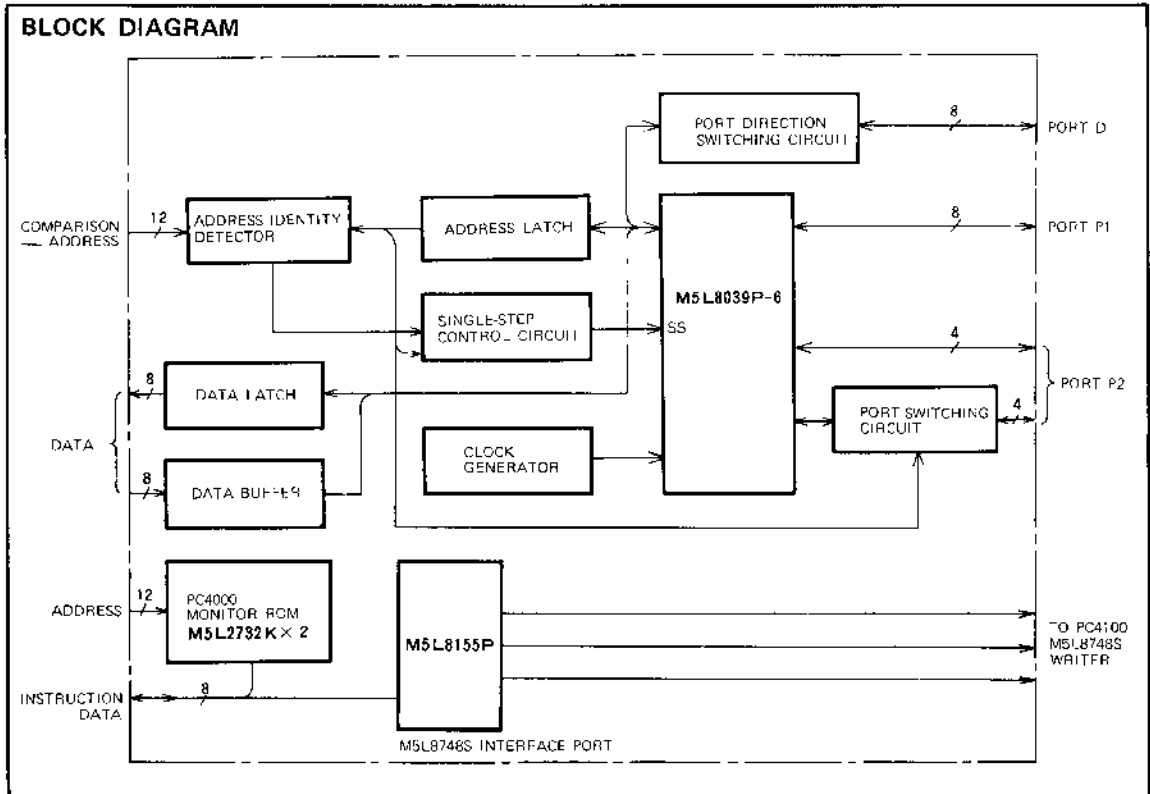 BLOCK DIAGRAM
PORT DIRECTION
SWITCHING CIRCUIT
8
PORT D
COMPARISON
ADDRESS
12
ADDRESS IDENTITY
DETECTOR
ADDRESS LATCH
8
PORT P1
M5L8039P-6
SINGLE-STEP
CONTROL CIRCUIT
SS
4
PORT P2
8
DATA LATCH
PORT SWITCHING
CIRCUIT
4
DATA
CLOCK
GENERATOR
8
DATA BUFFER
ADDRESS
12
PC4000
MONITOR ROM
M5L2732K × 2
M5L8155P
TO PC4100
M5L8748S
WRITER
INSTRUCTION
DATA
8
M5L8748S INTERFACE PORT